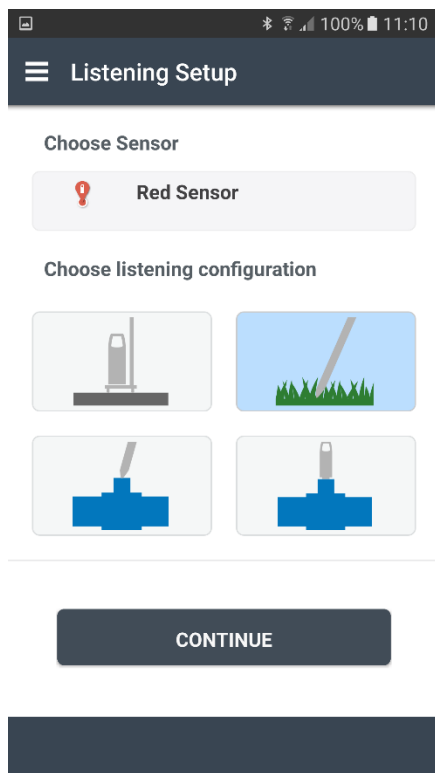 100% 11:10
Listening Setup
Choose Sensor
Red Sensor
Choose listening configuration
CONTINUE